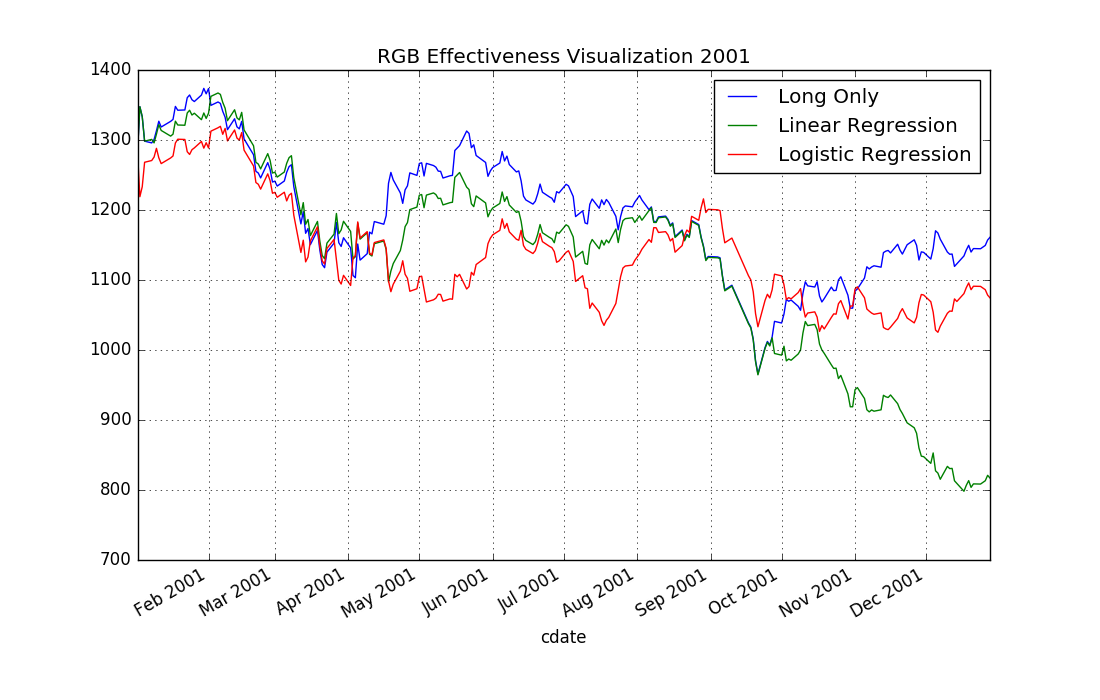 RGB Effectiveness Visualization 2001
1400
1300
1200
1100
1000
900
800
700
Long Only
Linear Regression
Logistic Regression
Feb 2001
Mar 2001
Apr 2001
May 2001
Jun 2001
Jul 2001
Aug 2001
Sep 2001
Oct 2001
Nov 2001
Dec 2001
cdate